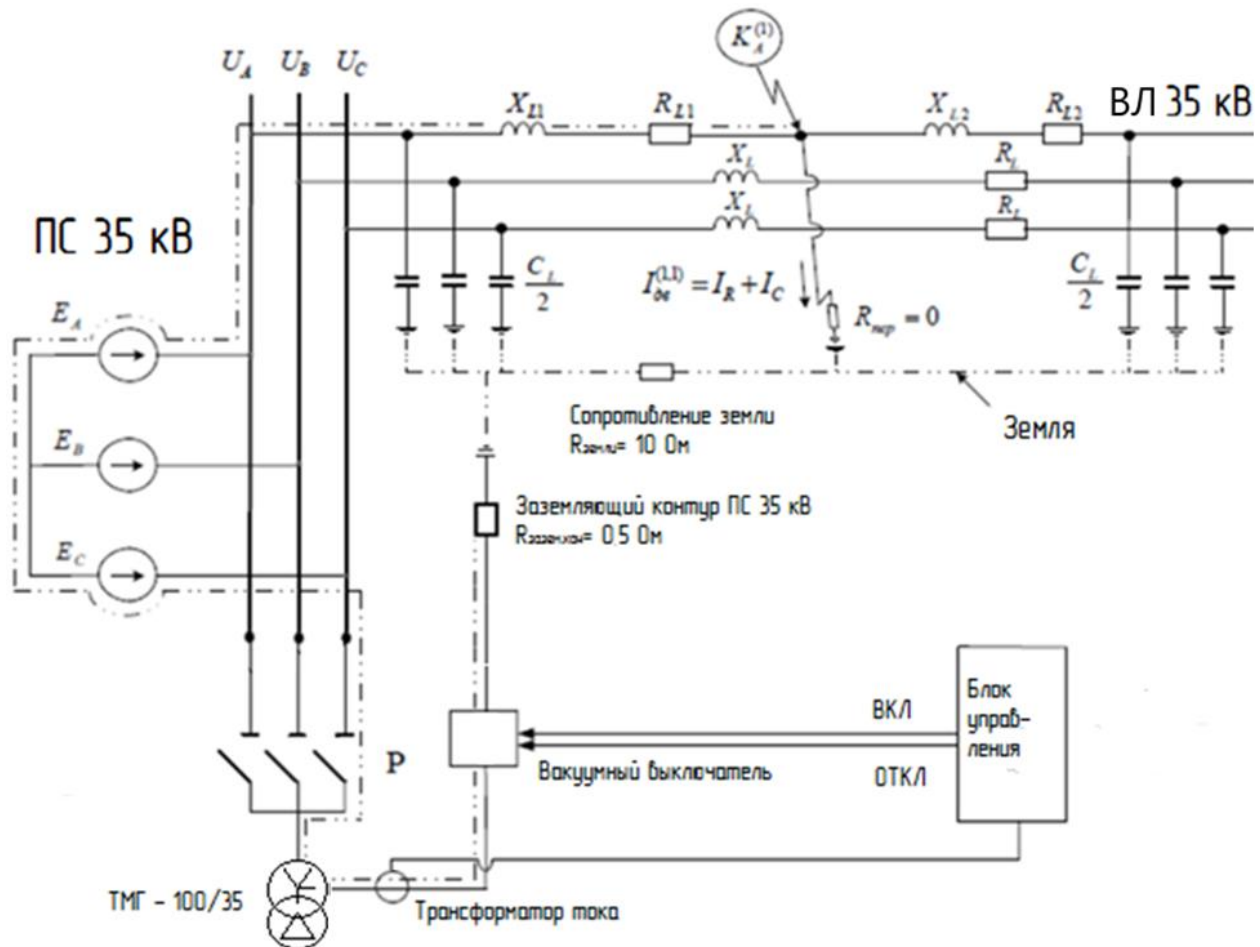 K_A^(1)
U_A U_B U_C
X_L1 R_L1 X_L2 R_L2 ВЛ 35 кВ
X_L R_L
X_L R_L
ПС 35 кВ
C_L/2 I_дв^(1,1) = I_R + I_C C_L/2
R_пер = 0
E_A
Сопротивление земли
R_земли = 10 Ом
Земля
E_B
Заземляющий контур ПС 35 кВ
R_зазем.кон = 0.5 Ом
E_C
Блок
управ-
ления
ВКЛ
P
Вакуумный выключатель
ОТКЛ
ТМГ - 100/35
Трансформатор тока